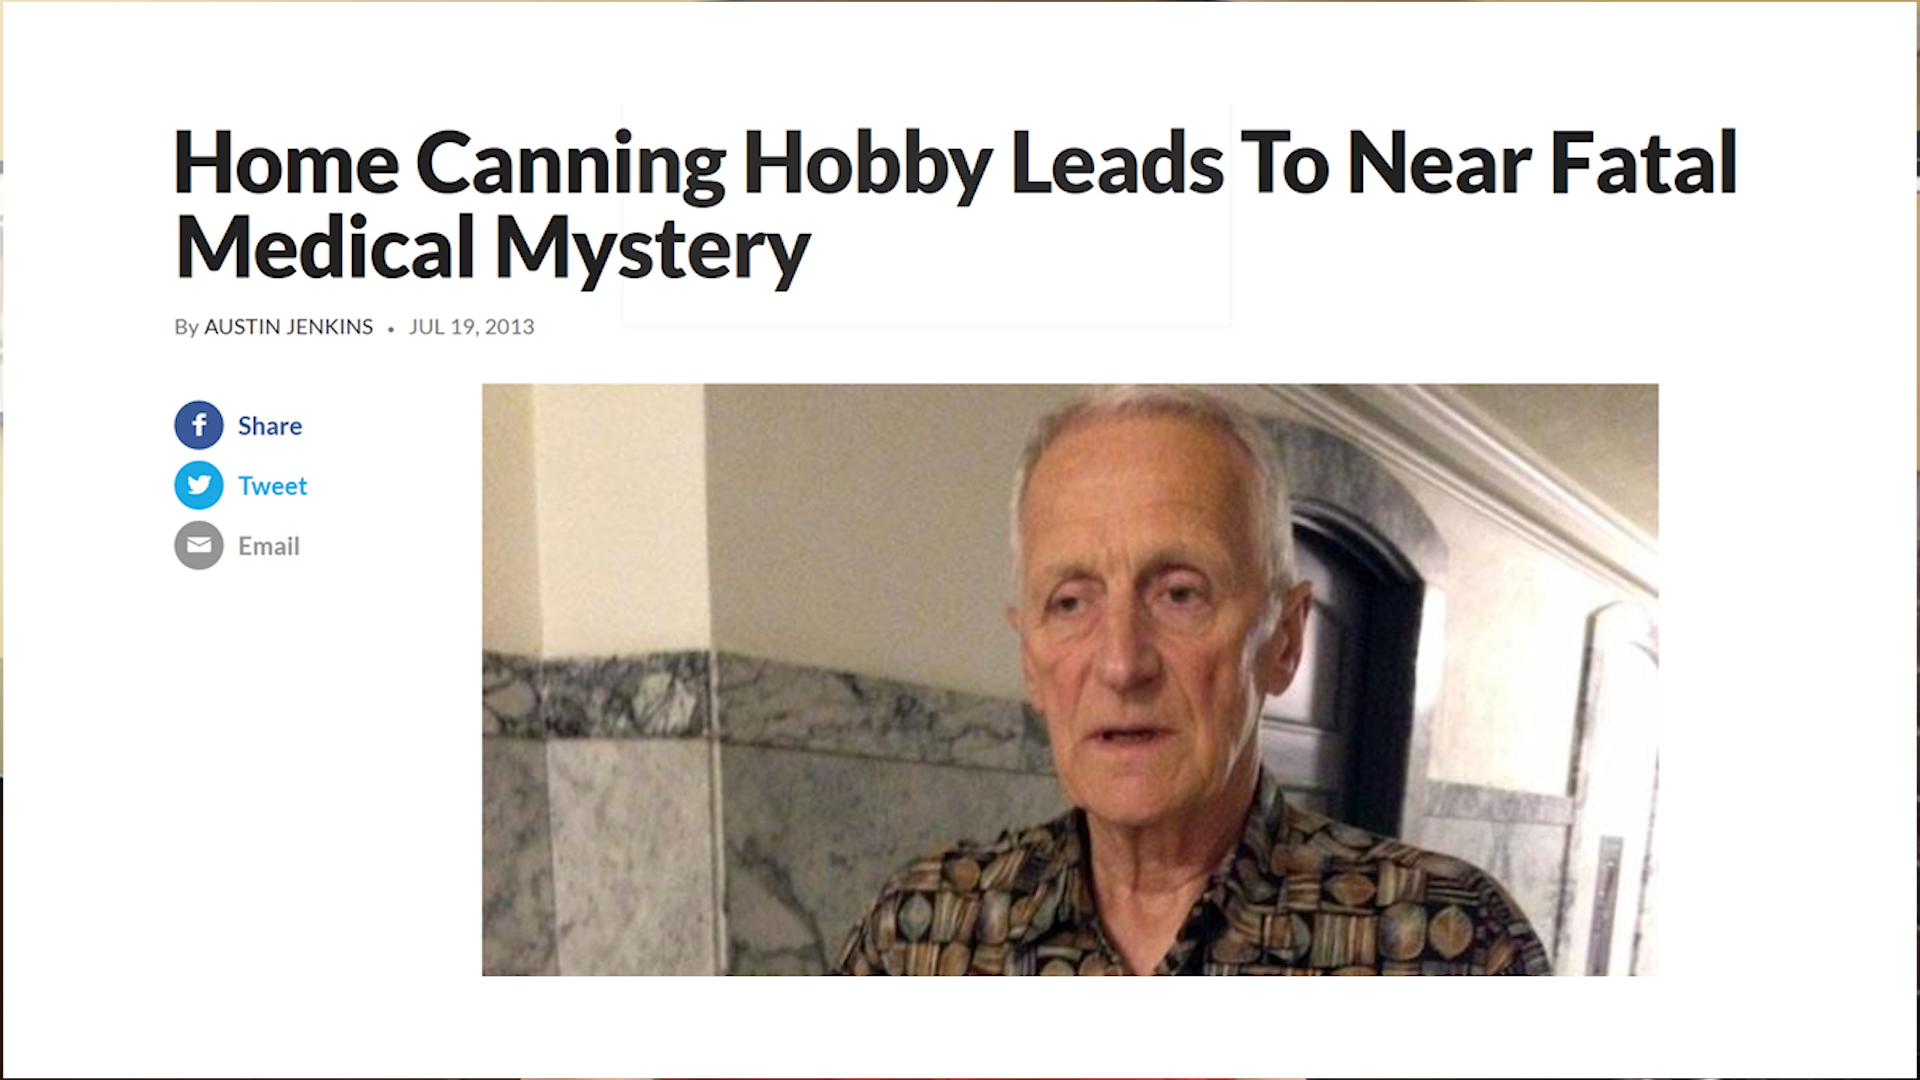 Home Canning Hobby Leads To Near Fatal
Medical Mystery
By AUSTIN JENKINS • JUL 19, 2013
f Share
Tweet
Email